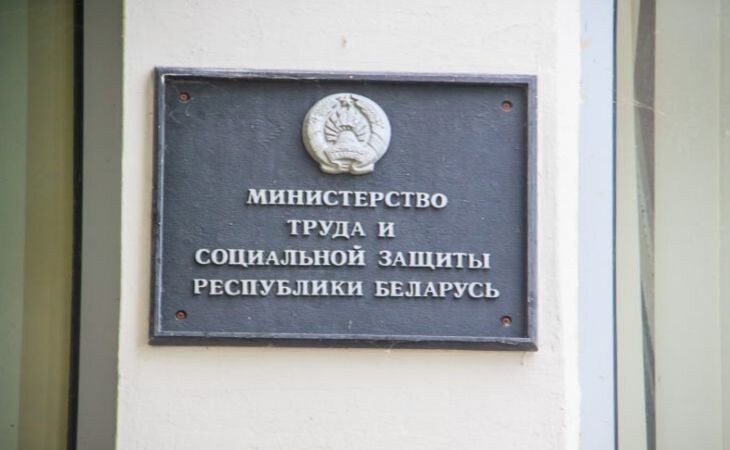 МИНИСТЕРСТВО
ТРУДА И
СОЦИАЛЬНОЙ ЗАЩИТЫ
РЕСПУБЛИКИ БЕЛАРУСЬ